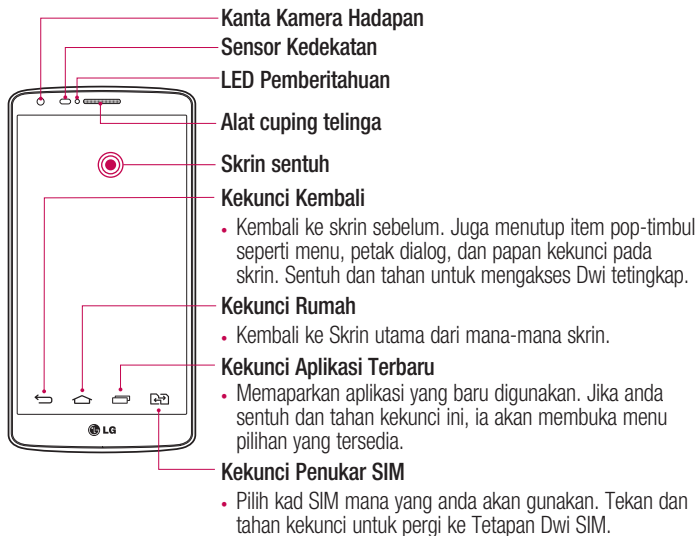 Kanta Kamera Hadapan
Sensor Kedekatan
LED Pemberitahuan
Alat cuping telinga
Skrin sentuh
Kekunci Kembali
• Kembali ke skrin sebelum. Juga menutup item pop-timbul
seperti menu, petak dialog, dan papan kekunci pada
skrin. Sentuh dan tahan untuk mengakses Dwi tetingkap.
Kekunci Rumah
• Kembali ke Skrin utama dari mana-mana skrin.
Kekunci Aplikasi Terbaru
• Memaparkan aplikasi yang baru digunakan. Jika anda
sentuh dan tahan kekunci ini, ia akan membuka menu
pilihan yang tersedia.
LG
Kekunci Penukar SIM
• Pilih kad SIM mana yang anda akan gunakan. Tekan dan
tahan kekunci untuk pergi ke Tetapan Dwi SIM.